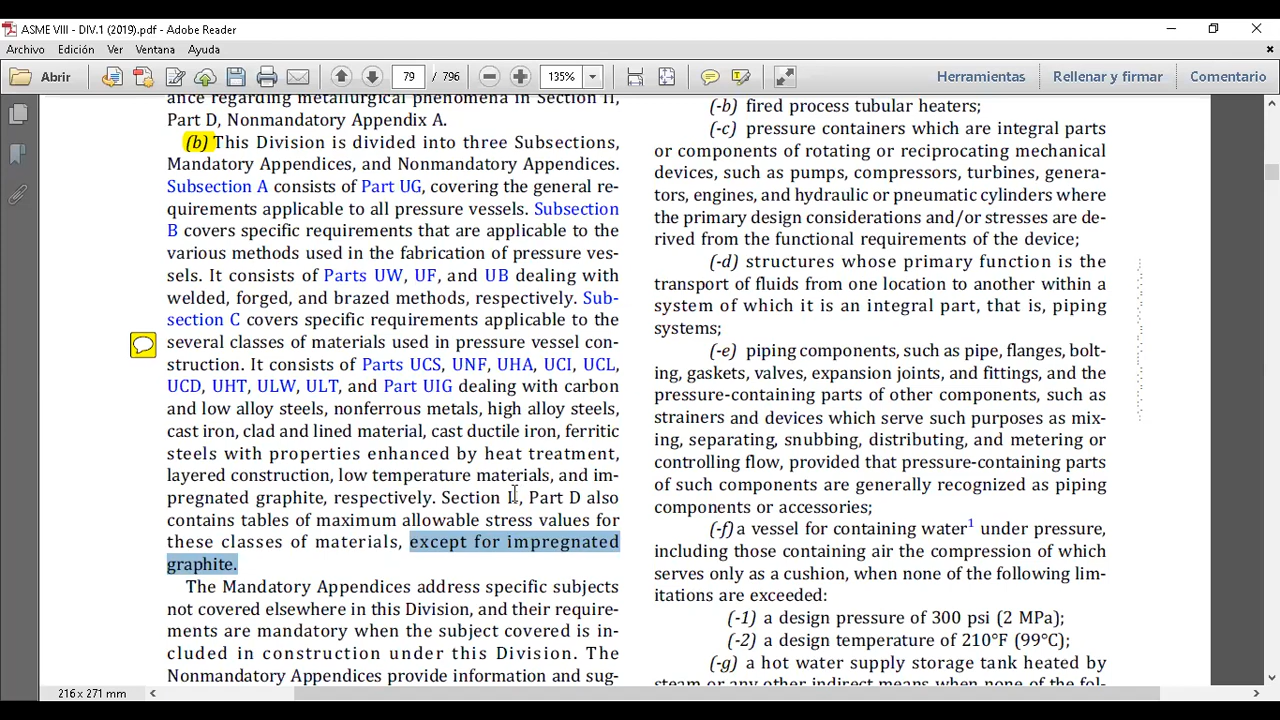 ASME VIII - DIV.1 (2019).pdf - Adobe Reader
Archivo Edición Ver Ventana Ayuda
Abrir 79 / 796 135% Herramientas Rellenar y firmar Comentario
ance regarding metallurgical phenomena in Section II,
Part D, Nonmandatory Appendix A.
(b) This Division is divided into three Subsections,
Mandatory Appendices, and Nonmandatory Appendices.
Subsection A consists of Part UG, covering the general re-
quirements applicable to all pressure vessels. Subsection
B covers specific requirements that are applicable to the
various methods used in the fabrication of pressure ves-
sels. It consists of Parts UW, UF, and UB dealing with
welded, forged, and brazed methods, respectively. Sub-
section C covers specific requirements applicable to the
several classes of materials used in pressure vessel con-
struction. It consists of Parts UCS, UNF, UHA, UCI, UCL,
UCD, UHT, ULW, ULT, and Part UIG dealing with carbon
and low alloy steels, nonferrous metals, high alloy steels,
cast iron, clad and lined material, cast ductile iron, ferritic
steels with properties enhanced by heat treatment,
layered construction, low temperature materials, and im-
pregnated graphite, respectively. Section II, Part D also
contains tables of maximum allowable stress values for
these classes of materials, except for impregnated
graphite.
The Mandatory Appendices address specific subjects
not covered elsewhere in this Division, and their require-
ments are mandatory when the subject covered is in-
cluded in construction under this Division. The
Nonmandatory Appendices provide information and sug-
(-b) fired process tubular heaters;
(-c) pressure containers which are integral parts
or components of rotating or reciprocating mechanical
devices, such as pumps, compressors, turbines, genera-
tors, engines, and hydraulic or pneumatic cylinders where
the primary design considerations and/or stresses are de-
rived from the functional requirements of the device;
(-d) structures whose primary function is the
transport of fluids from one location to another within a
system of which it is an integral part, that is, piping
systems;
(-e) piping components, such as pipe, flanges, bolt-
ing, gaskets, valves, expansion joints, and fittings, and the
pressure-containing parts of other components, such as
strainers and devices which serve such purposes as mix-
ing, separating, snubbing, distributing, and metering or
controlling flow, provided that pressure-containing parts
of such components are generally recognized as piping
components or accessories;
(-f) a vessel for containing water1 under pressure,
including those containing air the compression of which
serves only as a cushion, when none of the following lim-
itations are exceeded:
(-1) a design pressure of 300 psi (2 MPa);
(-2) a design temperature of 210°F (99°C);
(-g) a hot water supply storage tank heated by
steam or any other indirect means when none of the fol-
216 x 271 mm